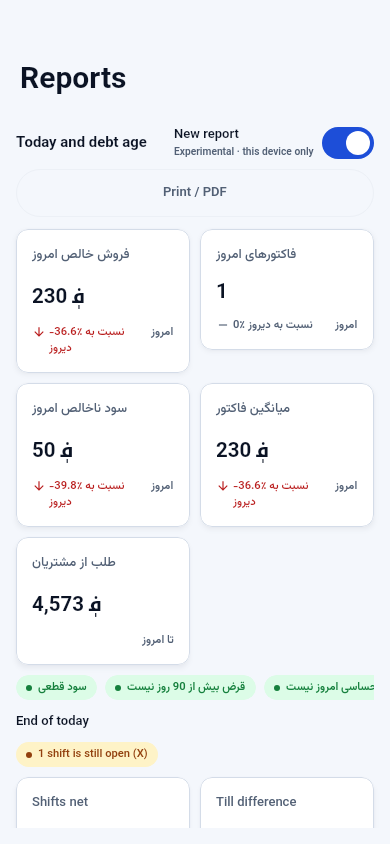 Reports
Today and debt age
New report
Experimental · this device only
Print / PDF
فروش خالص امروز
230 ؋
-36.6٪ نسبت به دیروز
امروز
فاکتورهای امروز
1
0٪ نسبت به دیروز
امروز
سود ناخالص امروز
50 ؋
-39.8٪ نسبت به دیروز
امروز
میانگین فاکتور
230 ؋
-36.6٪ نسبت به دیروز
امروز
طلب از مشتریان
4,573 ؋
تا امروز
سود قطعی
قرض بیش از 90 روز نیست
حساسی امروز نیست
End of today
1 shift is still open (X)
Shifts net
Till difference